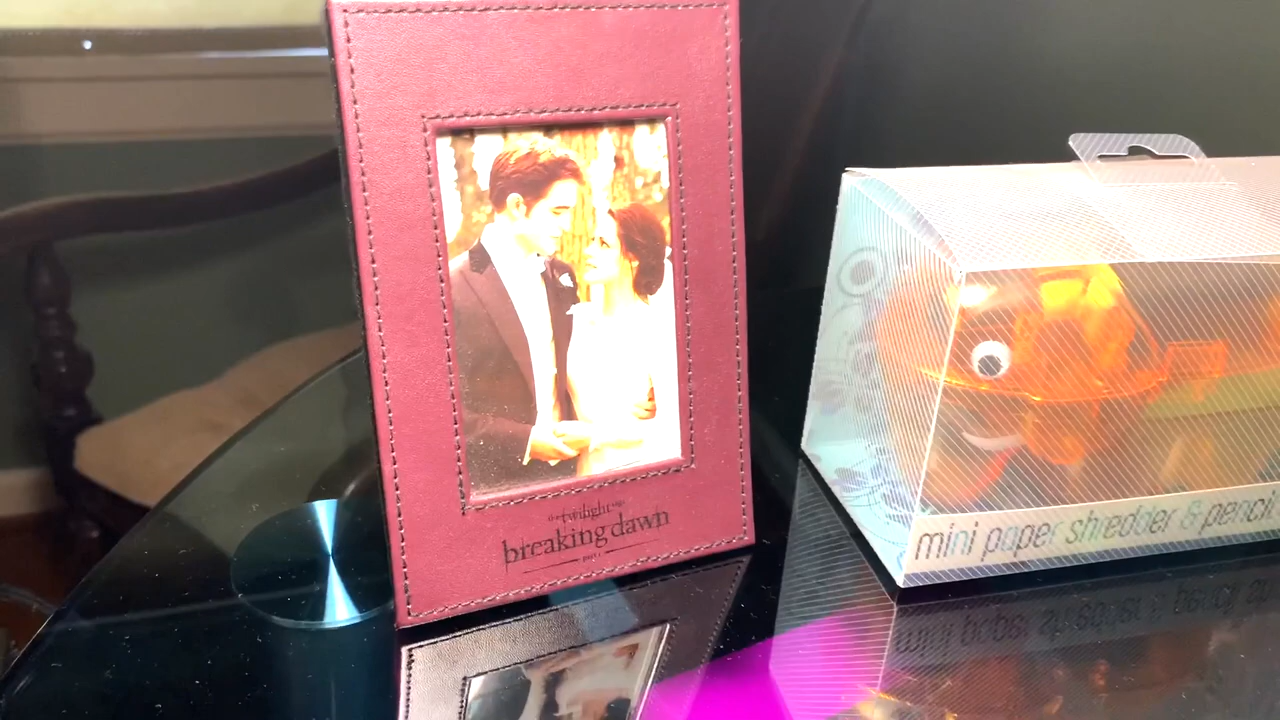 the twilight saga
breaking dawn
part 1
mini paper shredder & pencil